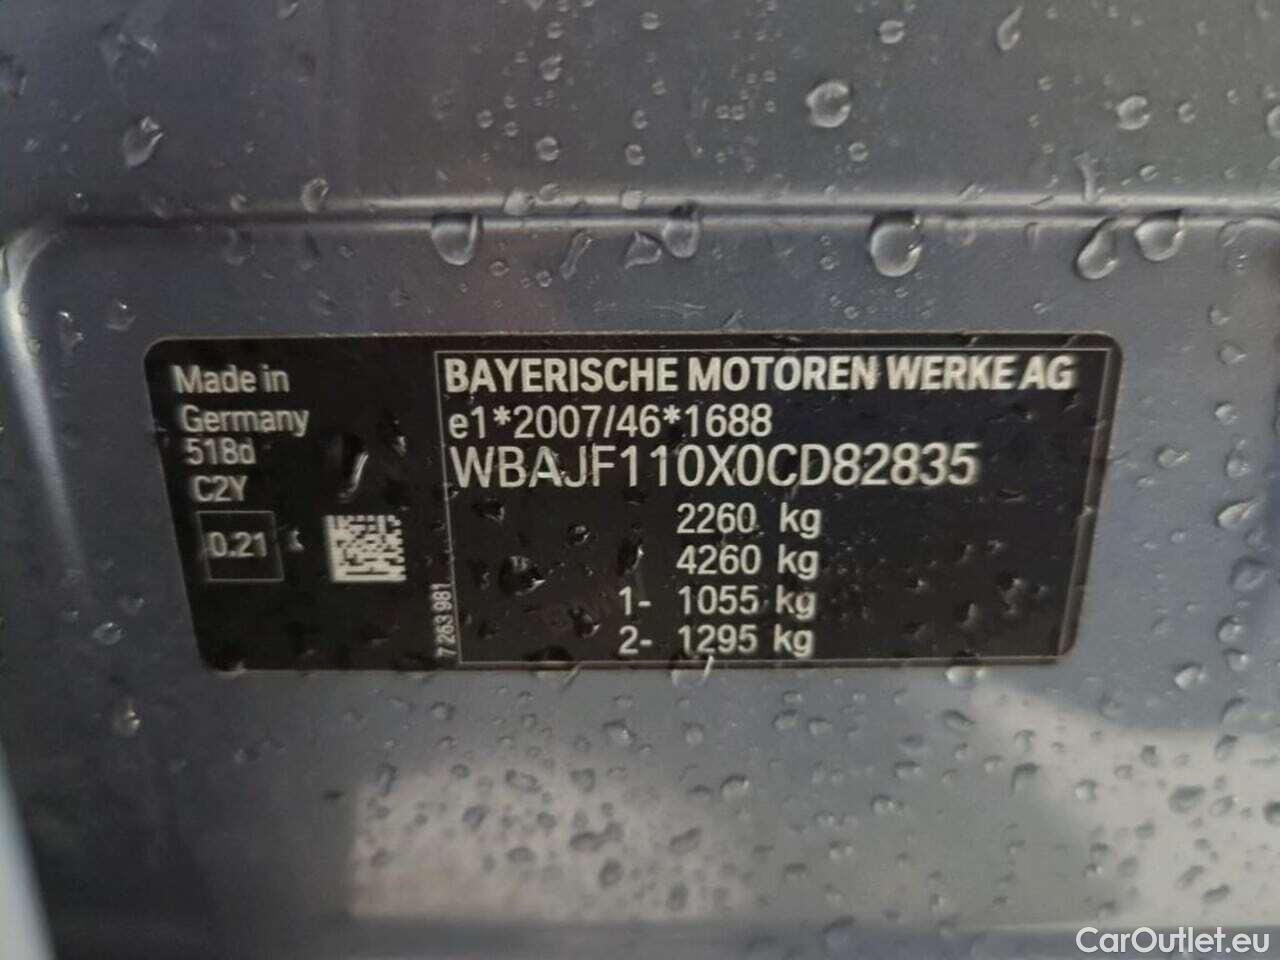 Made in
Germany
518d
C2Y
0.21
7 263 981
BAYERISCHE MOTOREN WERKE AG
e1*2007/46*1688
WBAJF110X0CD82835
2260 kg
4260 kg
1- 1055 kg
2- 1295 kg
CarOutlet.eu